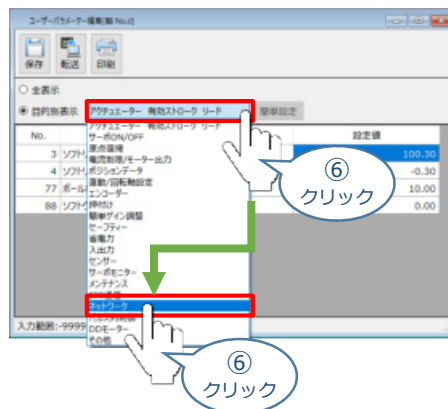 ユーザーパラメーター編集[軸 No.0]
保存 転送 印刷
全表示
目的別表示 アクチュエーター 有効ストローク リード 簡単設定
No. 設定値
アクチュエーター 有効ストローク リード
サーボON/OFF
3 ソフト 原点復帰 100.30
電流制限/モーター出力
4 ソフト ポジションデータ -0.30
直動/回転軸設定
77 ボール エンコーダー 10.00
押付け
88 ソフト 簡単ゲイン調整 0.00
セーフティー
省電力
入出力
センサー
サーボモニター
メンテナンス
ネットワーク
入力範囲:-9999
DDモーター
その他
⑥
クリック
⑥
クリック